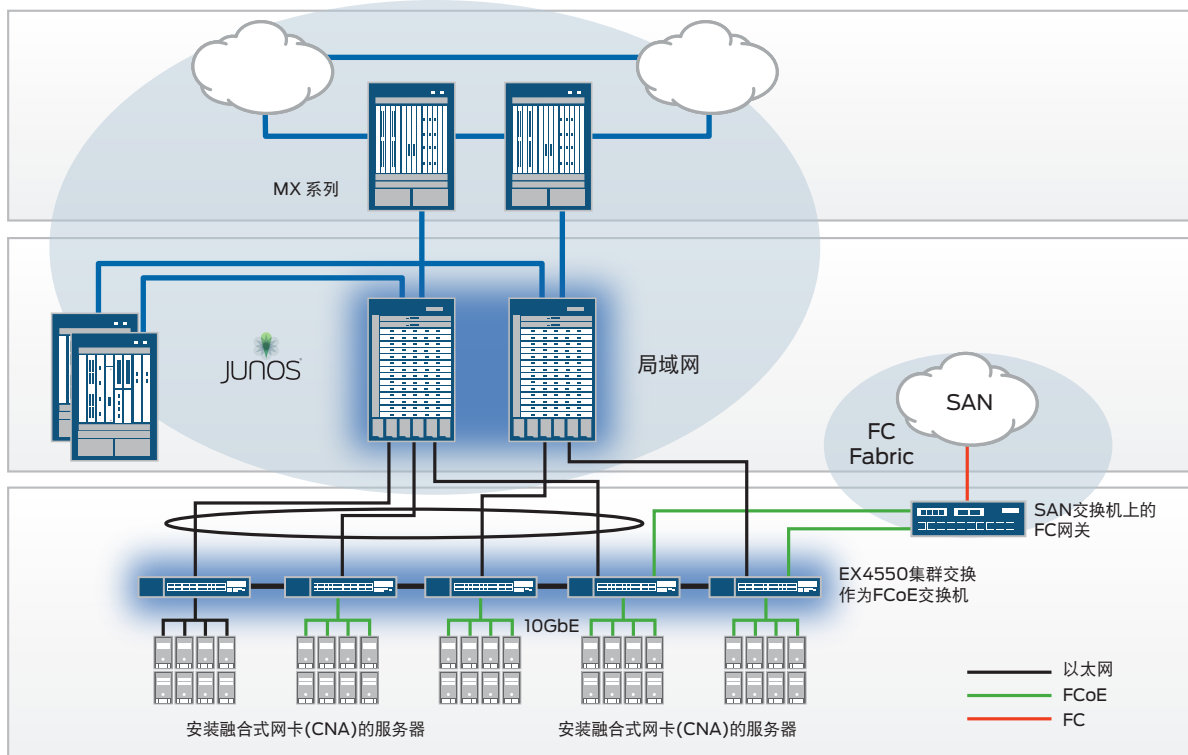 MX 系列
JUNOS
局域网
SAN
FC
Fabric
SAN交换机上的
FC网关
EX4550集群交换
作为FCoE交换机
10GbE
安装融合式网卡(CNA)的服务器
安装融合式网卡(CNA)的服务器
以太网
FCoE
FC